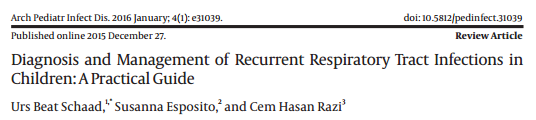 Arch Pediatr Infect Dis. 2016 January; 4(1): e31039. doi: 10.5812/pedinfect.31039
Published online 2015 December 27. Review Article
Diagnosis and Management of Recurrent Respiratory Tract Infections in
Children: A Practical Guide
Urs Beat Schaad,1,* Susanna Esposito,2 and Cem Hasan Razi3